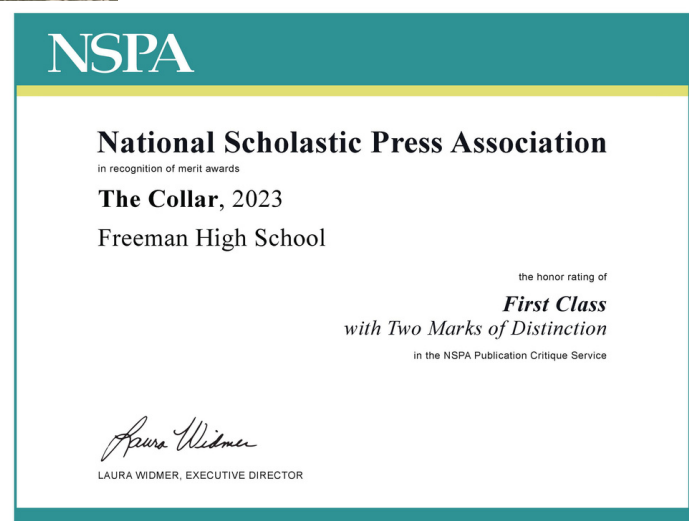 NSPA
National Scholastic Press Association
in recognition of merit awards
The Collar, 2023
Freeman High School
the honor rating of
First Class
with Two Marks of Distinction
in the NSPA Publication Critique Service
Laura Widmer
LAURA WIDMER, EXECUTIVE DIRECTOR